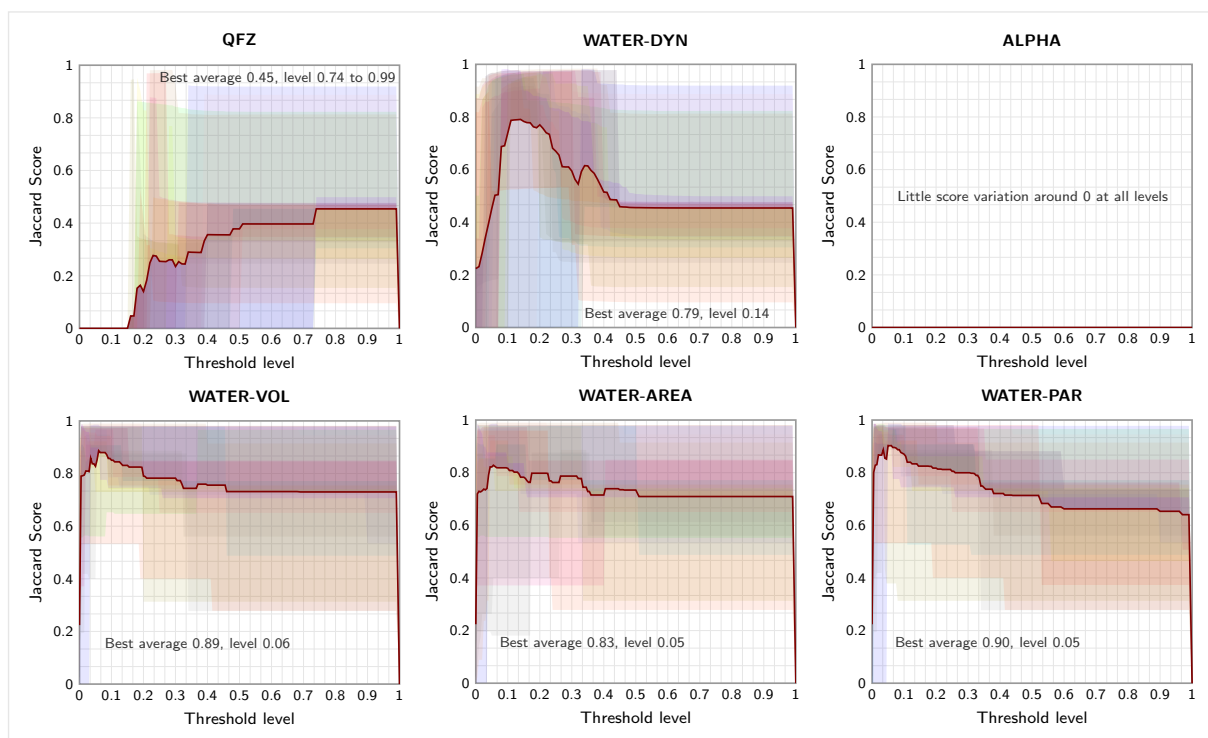 QFZ
WATER-DYN
ALPHA
1
0.8
0.6
0.4
0.2
0
Jaccard Score
Best average 0.45, level 0.74 to 0.99
0 0.1 0.2 0.3 0.4 0.5 0.6 0.7 0.8 0.9 1
Threshold level
1
0.8
0.6
0.4
0.2
0
Jaccard Score
Best average 0.79, level 0.14
0 0.1 0.2 0.3 0.4 0.5 0.6 0.7 0.8 0.9 1
Threshold level
1
0.8
0.6
0.4
0.2
0
Jaccard Score
Little score variation around 0 at all levels
0 0.1 0.2 0.3 0.4 0.5 0.6 0.7 0.8 0.9 1
Threshold level
WATER-VOL
WATER-AREA
WATER-PAR
1
0.8
0.6
0.4
0.2
0
Jaccard Score
Best average 0.89, level 0.06
0 0.1 0.2 0.3 0.4 0.5 0.6 0.7 0.8 0.9 1
Threshold level
1
0.8
0.6
0.4
0.2
0
Jaccard Score
Best average 0.83, level 0.05
0 0.1 0.2 0.3 0.4 0.5 0.6 0.7 0.8 0.9 1
Threshold level
1
0.8
0.6
0.4
0.2
0
Jaccard Score
Best average 0.90, level 0.05
0 0.1 0.2 0.3 0.4 0.5 0.6 0.7 0.8 0.9 1
Threshold level